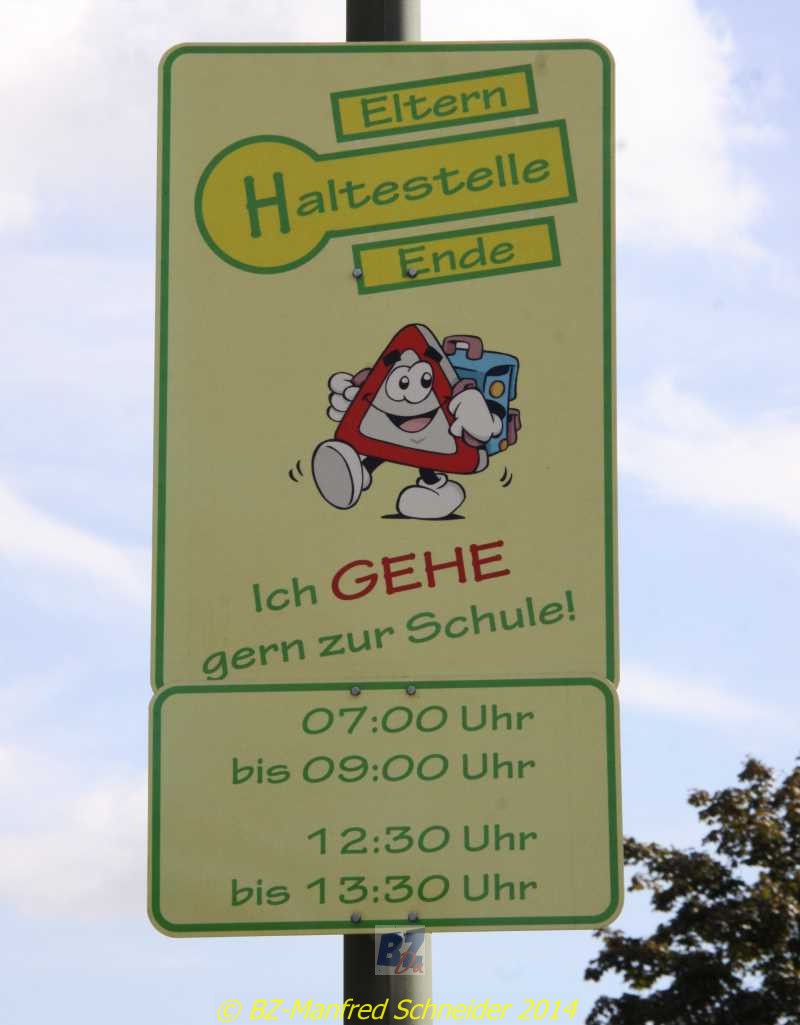 Eltern
Haltestelle
Ende
Ich GEHE
gern zur Schule!
07:00 Uhr
bis 09:00 Uhr
12:30 Uhr
bis 13:30 Uhr
BZ
© BZ-Manfred Schneider 2014